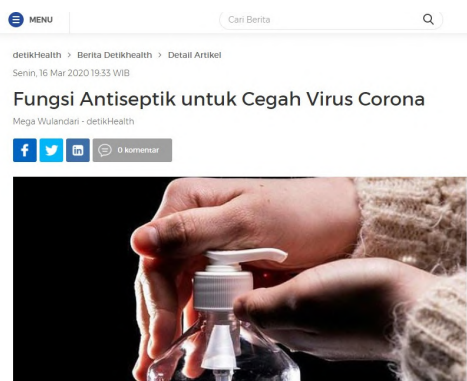 MENU
Cari Berita
detikHealth > Berita Detikhealth > Detail Artikel
Senin, 16 Mar 2020 19:33 WIB
Fungsi Antiseptik untuk Cegah Virus Corona
Mega Wulandari - detikHealth
0 komentar